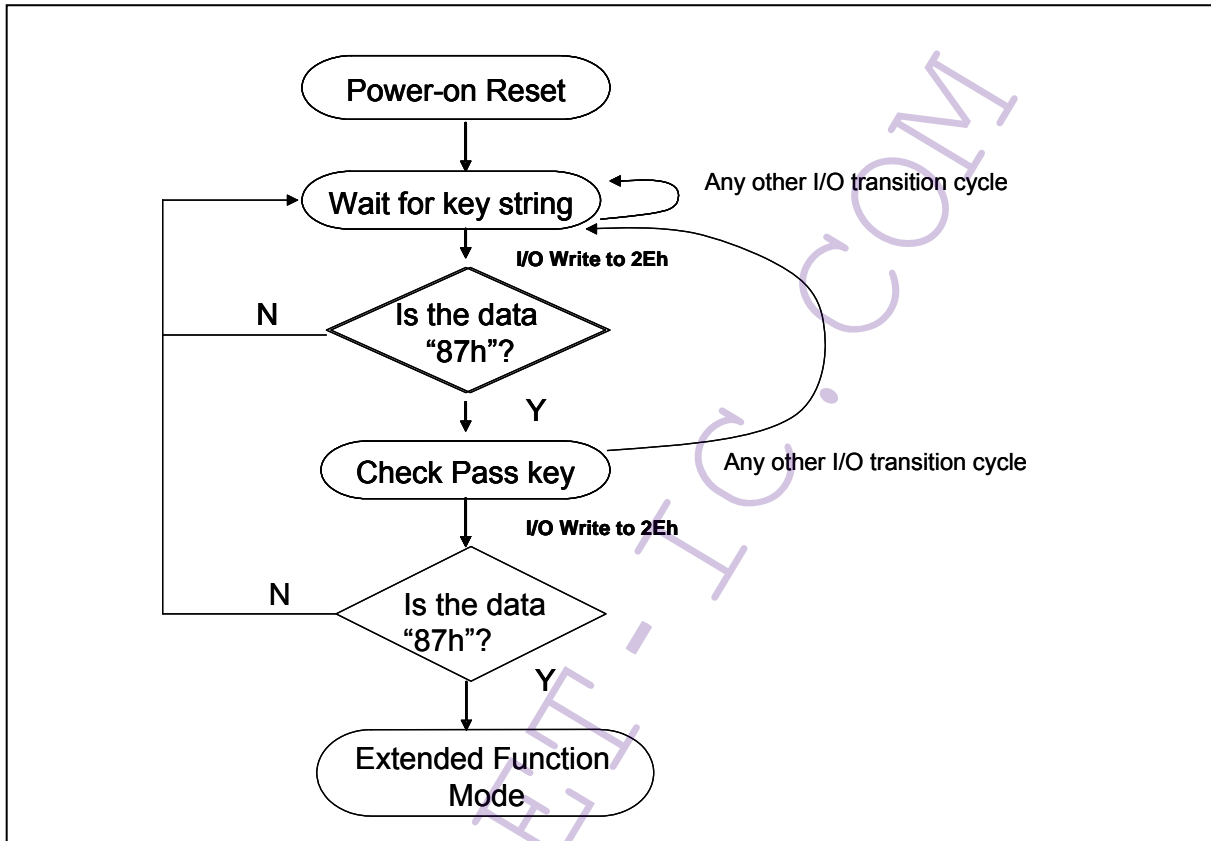 Power-on Reset
Wait for key string
Any other I/O transition cycle
I/O Write to 2Eh
Is the data
“87h”?
N
Y
Check Pass key
Any other I/O transition cycle
I/O Write to 2Eh
Is the data
“87h”?
N
Y
Extended Function
Mode
ET-IC.COM